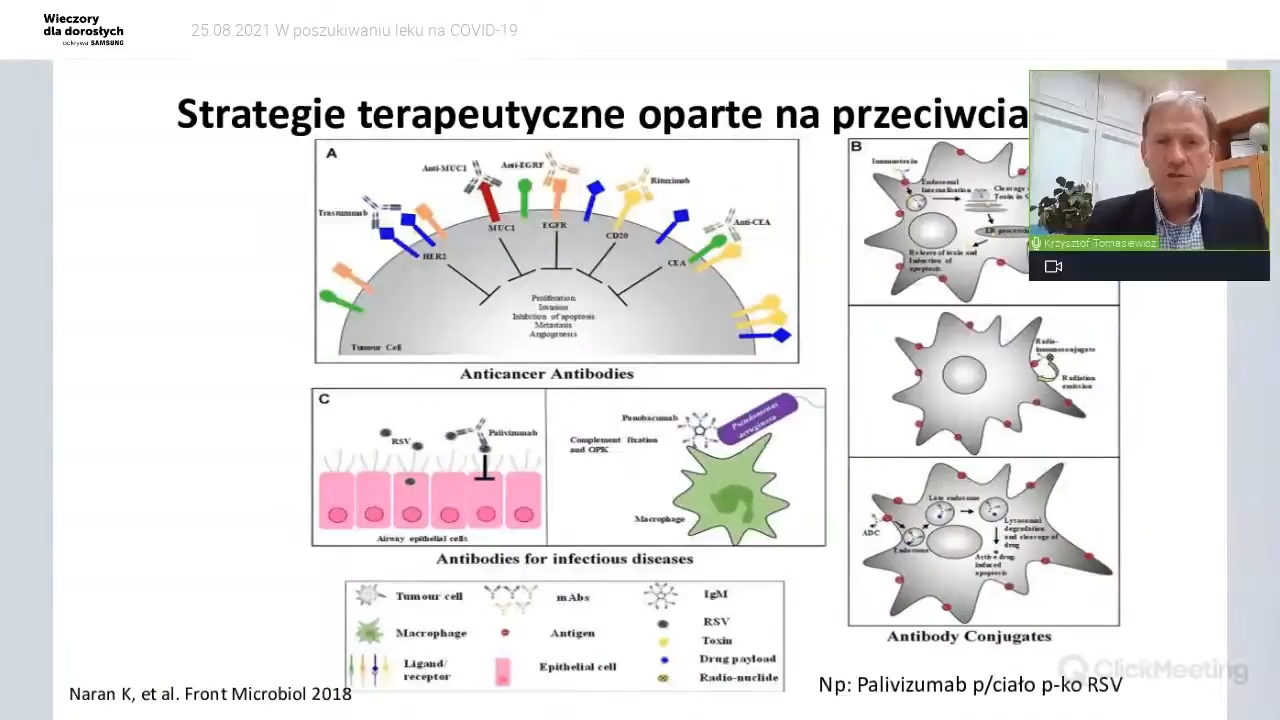 Wieczory
dla dorosłych
odkrywa SAMSUNG
25.08.2021 W poszukiwaniu leku na COVID-19
Strategie terapeutyczne oparte na przeciwcia
Krzysztof Tomasiewicz
A
Anti-MUC1
Anti-EGRF
Rituximab
Trastuzumab
Anti-CEA
MUC1
EGFR
CD20
HER2
CEA
Proliferation
Invasion
Inhibition of apoptosis
Metastasis
Angiogenesis
Tumour Cell
Anticancer Antibodies
B
Immunotoxin
Endosomal
internalisation
Cleavage
Toxin in
ER
Release of toxin and
induction of
apoptosis
Radio-
immunoconjugate
Radiation
emission
Late endosome
ADC
Endosome
Lysosomal
degradation
and cleavage of
drug
Active drug-
induced
apoptosis
Antibody Conjugates
C
RSV
Palivizumab
Airway epithelial cells
Panobacumab
Pseudomonas
aeruginosa
Complement fixation
and OPK
Macrophage
Antibodies for infectious diseases
Tumour cell
mAbs
IgM
Macrophage
Antigen
RSV
Toxin
Ligand/
receptor
Epithelial cell
Drug payload
Radio-nuclide
Naran K, et al. Front Microbiol 2018
Np: Palivizumab p/ciało p-ko RSV
ClickMeeting